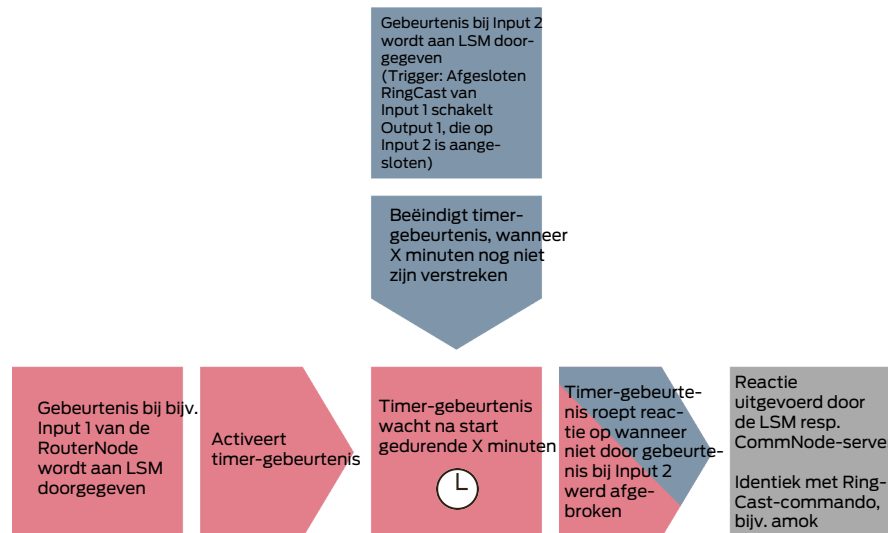 Gebeurtenis bij Input 2
wordt aan LSM door-
gegeven
(Trigger: Afgesloten
RingCast van
Input 1 schakelt
Output 1, die op
Input 2 is aange-
sloten)
Beëindigt timer-
gebeurtenis, wanneer
X minuten nog niet
zijn verstreken
Gebeurtenis bij bijv.
Input 1 van de
RouterNode
wordt aan LSM
doorgegeven
Activeert
timer-gebeurtenis
Timer-gebeurtenis
wacht na start
gedurende X minuten
Timer-gebeurte-
nis roept reac-
tie op wanneer
niet door gebeurte-
nis bij Input 2
werd afge-
broken
Reactie
uitgevoerd door
de LSM resp.
CommNode-serve
Identiek met Ring-
Cast-commando,
bijv. amok